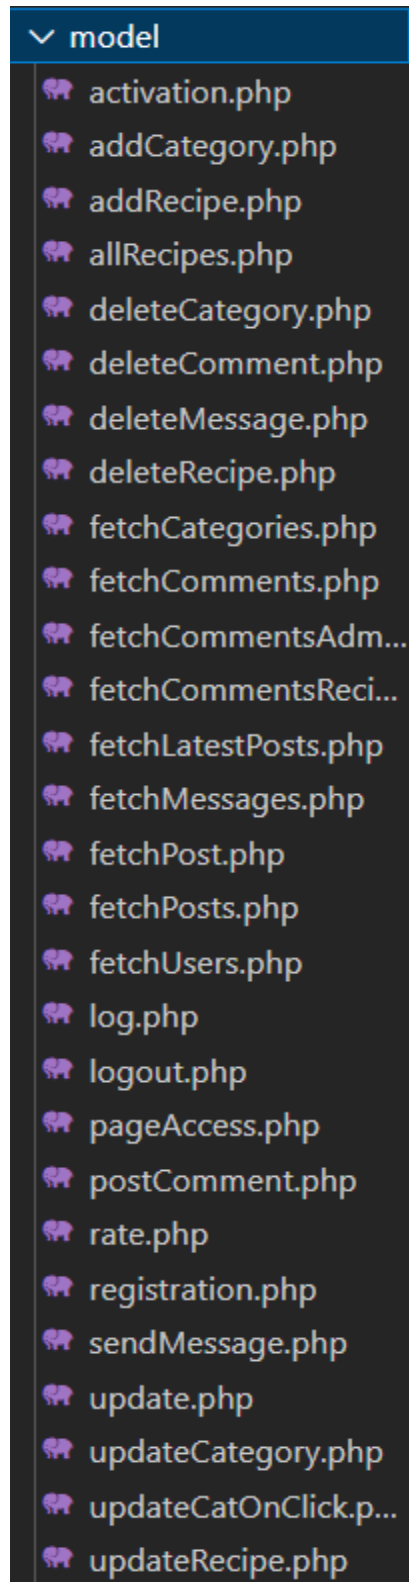 model
activation.php
addCategory.php
addRecipe.php
allRecipes.php
deleteCategory.php
deleteComment.php
deleteMessage.php
deleteRecipe.php
fetchCategories.php
fetchComments.php
fetchCommentsAdm...
fetchCommentsReci...
fetchLatestPosts.php
fetchMessages.php
fetchPost.php
fetchPosts.php
fetchUsers.php
log.php
logout.php
pageAccess.php
postComment.php
rate.php
registration.php
sendMessage.php
update.php
updateCategory.php
updateCatOnClick.p...
updateRecipe.php